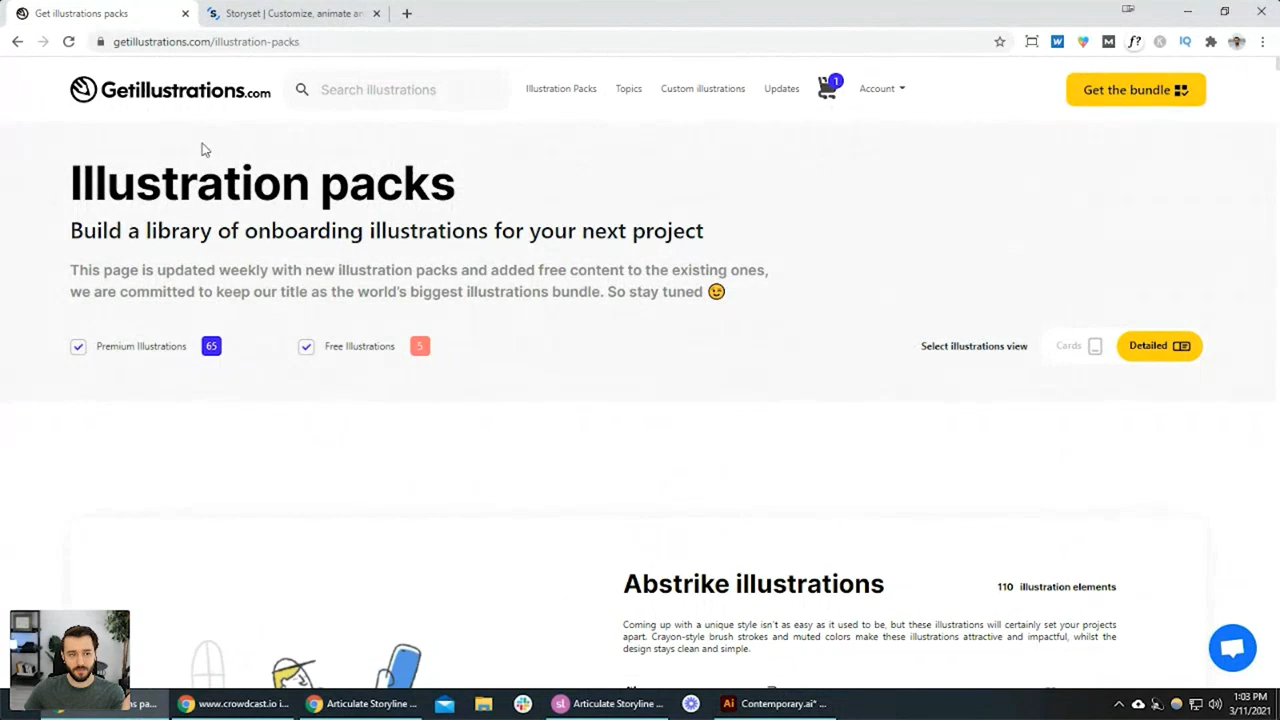 Get illustrations packs
Storyset | Customize, animate an
getillustrations.com/illustration-packs
Getillustrations.com
Search illustrations
Illustration Packs
Topics
Custom illustrations
Updates
1
Account
Get the bundle
Illustration packs
Build a library of onboarding illustrations for your next project
This page is updated weekly with new illustration packs and added free content to the existing ones,
we are committed to keep our title as the world's biggest illustrations bundle. So stay tuned 😉
Premium Illustrations 65
Free Illustrations 5
Select illustrations view
Cards
Detailed
Abstrike illustrations
110 illustration elements
Coming up with a unique style isn't as easy as it used to be, but these illustrations will certainly set your projects
apart. Crayon-style brush strokes and muted colors make these illustrations attractive and impactful, whilst the
design stays clean and simple.
www.crowdcast.io i...
Articulate Storyline ...
Articulate Storyline ...
Contemporary.ai* ...
1:03 PM
3/11/2021